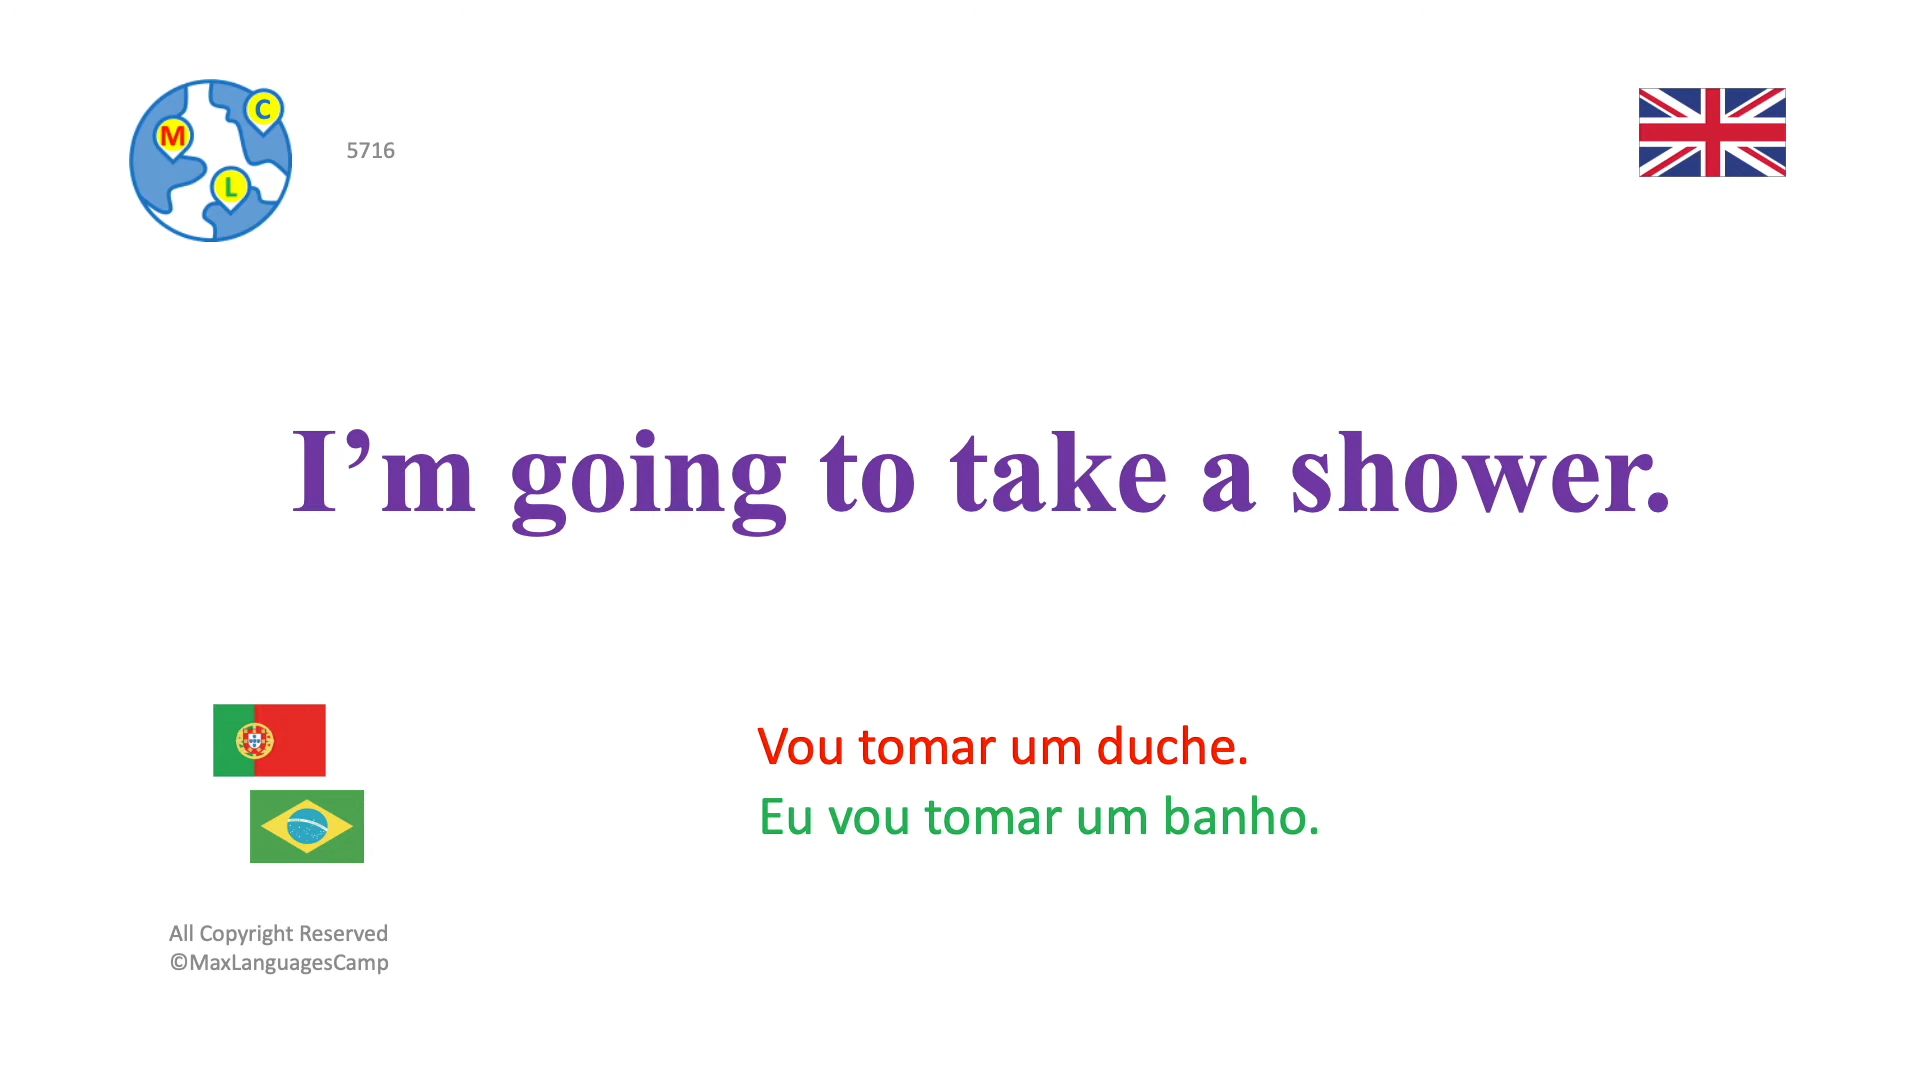 M
C
L
5716
I’m going to take a shower.
Vou tomar um duche.
Eu vou tomar um banho.
All Copyright Reserved
©MaxLanguagesCamp